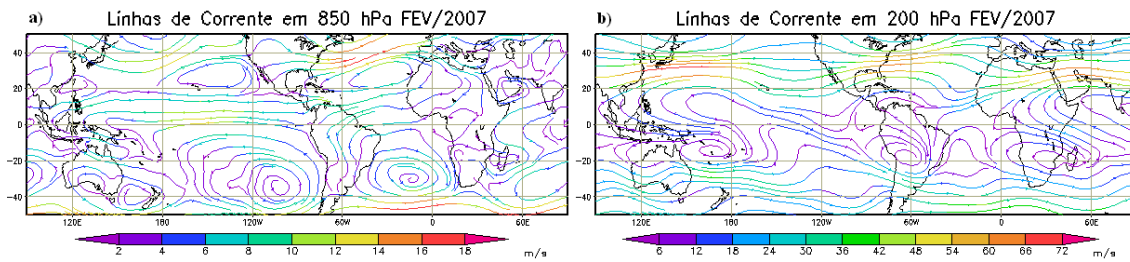 a) Linhas de Corrente em 850 hPa FEV/2007
40
20
0
-20
-40
120E 180 120W 60W 0 60E
2 4 6 8 10 12 14 16 18 m/s
b) Linhas de Corrente em 200 hPa FEV/2007
40
20
0
-20
-40
120E 180 120W 60W 0 60E
6 12 18 24 30 36 42 48 54 60 66 72 m/s